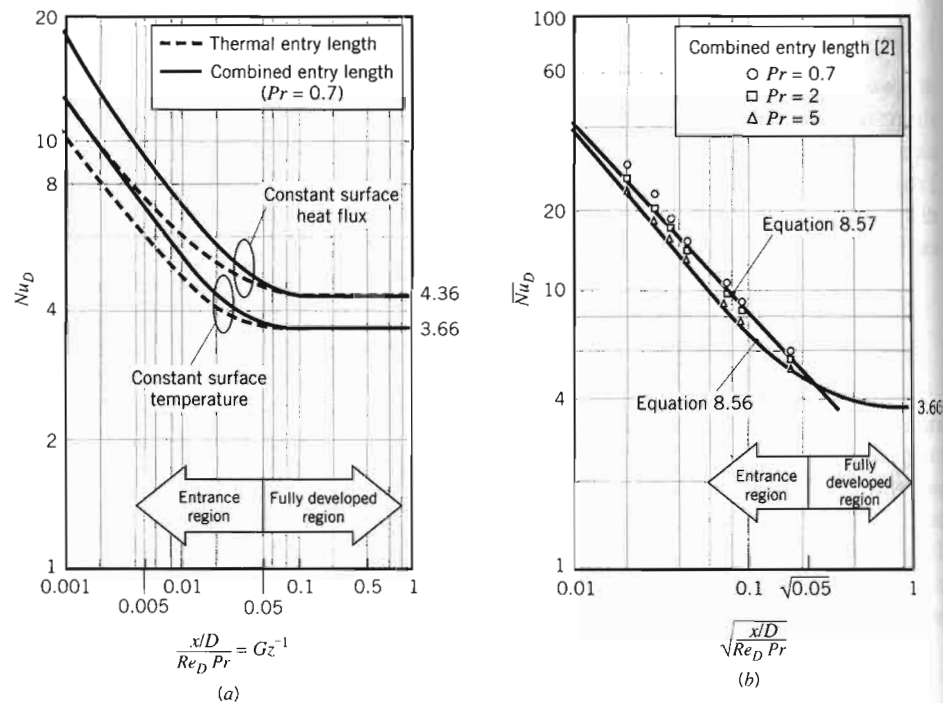 20
10
8
6
4
2
1
Nu_D
Thermal entry length
Combined entry length
(Pr = 0.7)
Constant surface
heat flux
4.36
3.66
Constant surface
temperature
Entrance
region
Fully developed
region
0.001
0.01
0.1
0.5
1
0.005
0.05
x/D
Re_D Pr
= Gz⁻¹
(a)
100
60
20
10
4
2
1
N̅u̅_D
Combined entry length [2]
Pr = 0.7
Pr = 2
Pr = 5
Equation 8.57
Equation 8.56
3.66
Entrance
region
Fully
developed
region
0.01
0.1
√0.05
1
√
x/D
Re_D Pr
(b)